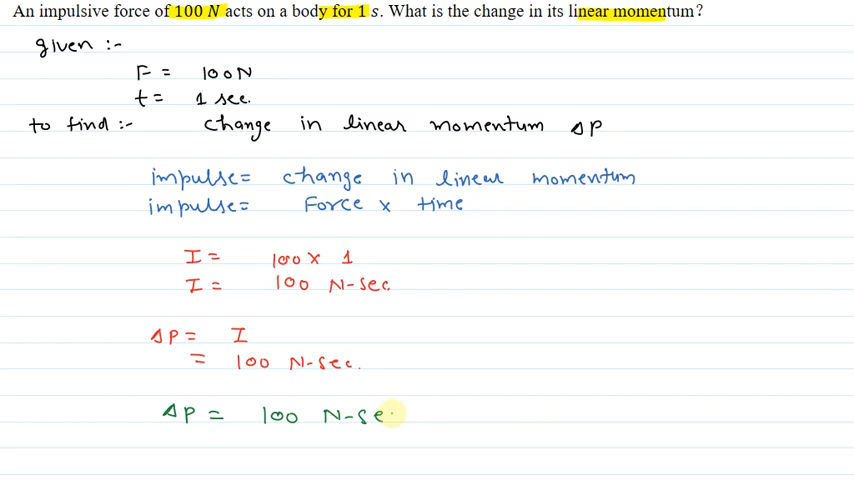 An impulsive force of 100 N acts on a body for 1 s. What is the change in its linear momentum?
given :-
F = 100N
t = 1 sec.
to find :- change in linear momentum ΔP
impulse = change in linear momentum
impulse = Force x time
I = 100 x 1
I = 100 N-sec
ΔP = I
= 100 N-sec.
ΔP = 100 N-se